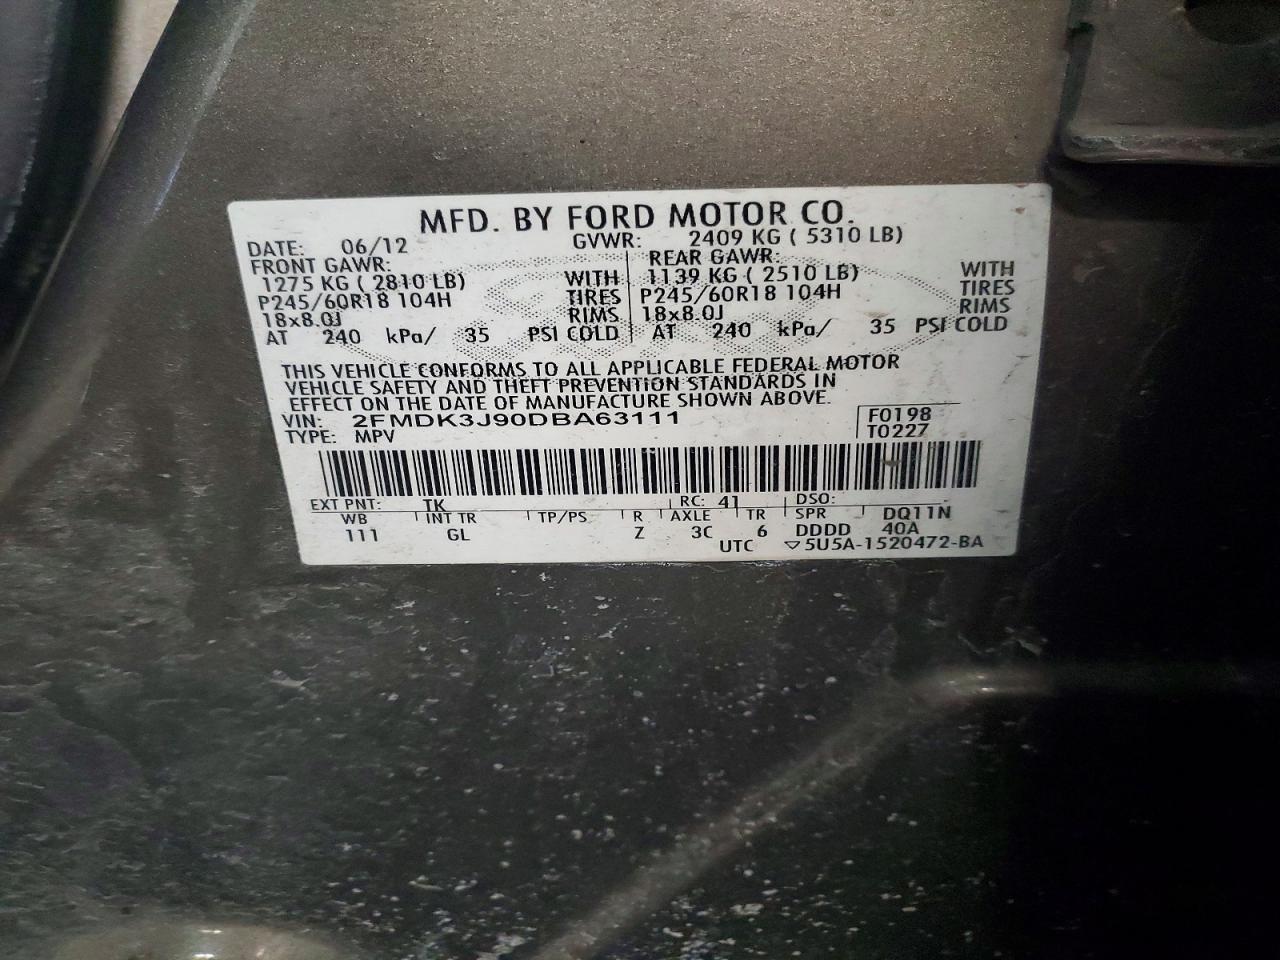 MFD. BY FORD MOTOR CO.
DATE: 06/12 GVWR: 2409 KG ( 5310 LB)
FRONT GAWR: REAR GAWR:
1275 KG ( 2810 LB) WITH 1139 KG ( 2510 LB) WITH
P245/60R18 104H TIRES P245/60R18 104H TIRES
18x8.0J RIMS 18x8.0J RIMS
AT 240 kPa/ 35 PSI COLD AT 240 kPa/ 35 PSI COLD
THIS VEHICLE CONFORMS TO ALL APPLICABLE FEDERAL MOTOR
VEHICLE SAFETY AND THEFT PREVENTION STANDARDS IN
EFFECT ON THE DATE OF MANUFACTURE SHOWN ABOVE.
VIN: 2FMDK3J90DBA63111 F0198
TYPE: MPV T0227
EXT PNT: TK RC: 41 DSO:
WB INT TR TP/PS R AXLE TR SPR DQ11N
111 GL Z 3C 6 DDDD 40A
UTC ▽5U5A-1520472-BA